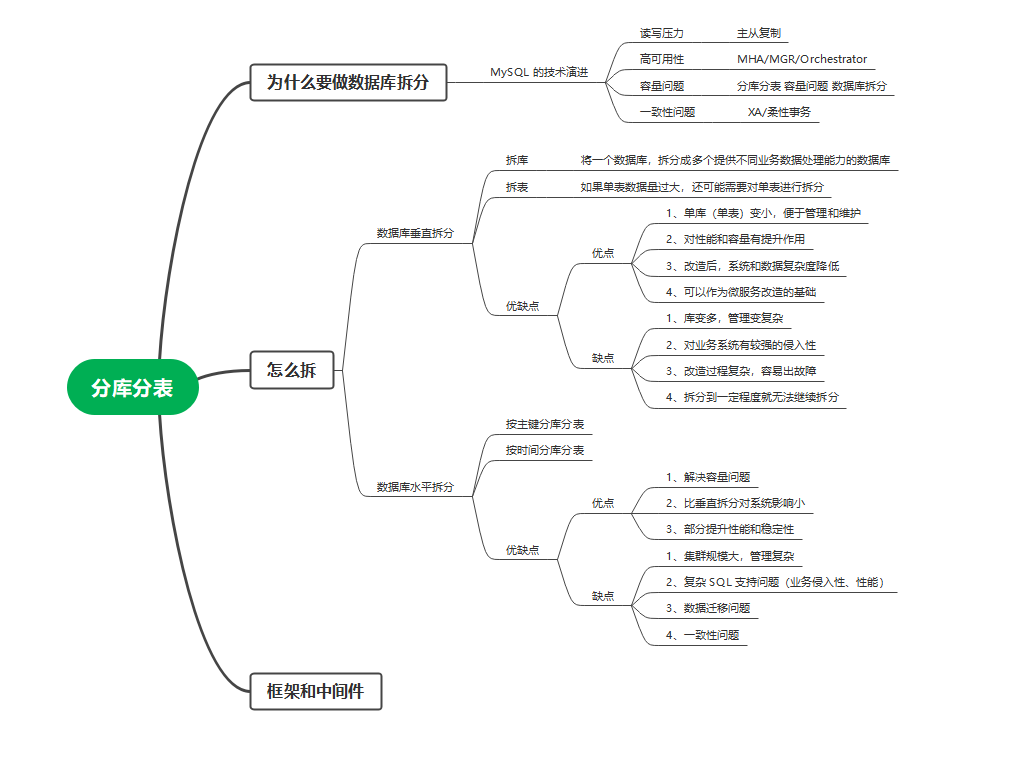 分库分表
为什么要做数据库拆分
MySQL 的技术演进
读写压力 主从复制
高可用性 MHA/MGR/Orchestrator
容量问题 分库分表 容量问题 数据库拆分
一致性问题 XA/柔性事务
怎么拆
数据库垂直拆分
拆库 将一个数据库，拆分成多个提供不同业务数据处理能力的数据库
拆表 如果单表数据量过大，还可能需要对单表进行拆分
优缺点
优点
1、单库（单表）变小，便于管理和维护
2、对性能和容量有提升作用
3、改造后，系统和数据复杂度降低
4、可以作为微服务改造的基础
缺点
1、库变多，管理变复杂
2、对业务系统有较强的侵入性
3、改造过程复杂，容易出故障
4、拆分到一定程度就无法继续拆分
数据库水平拆分
按主键分库分表
按时间分库分表
优缺点
优点
1、解决容量问题
2、比垂直拆分对系统影响小
3、部分提升性能和稳定性
缺点
1、集群规模大，管理复杂
2、复杂 SQL 支持问题（业务侵入性、性能）
3、数据迁移问题
4、一致性问题
框架和中间件